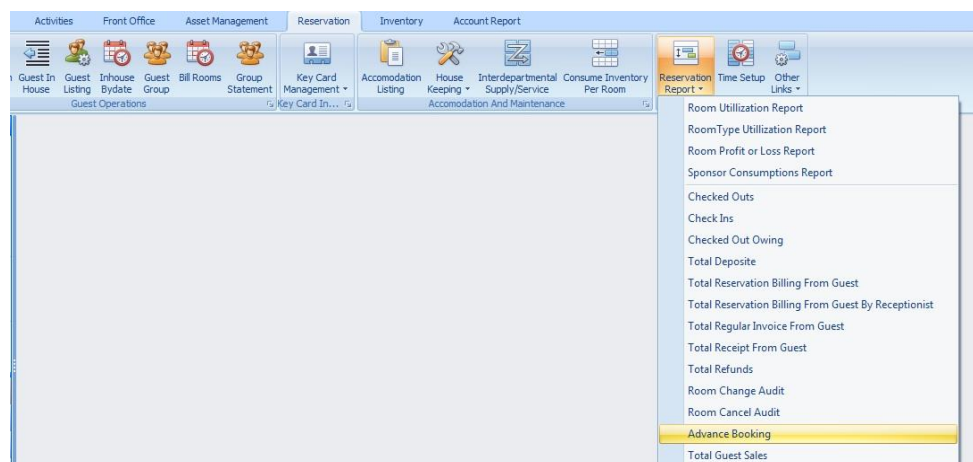 Activities Front Office Asset Management Reservation Inventory Account Report
Guest In Guest Inhouse Guest Bill Rooms Group Key Card Accomodation House Interdepartmental Consume Inventory Reservation Time Setup Other
House Listing Bydate Group Statement Management Listing Keeping Supply/Service Per Room Report Links
Guest Operations Key Card In... Accomodation And Maintenance
Room Utillization Report
RoomType Utillization Report
Room Profit or Loss Report
Sponsor Consumptions Report
Checked Outs
Check Ins
Checked Out Owing
Total Deposite
Total Reservation Billing From Guest
Total Reservation Billing From Guest By Receptionist
Total Regular Invoice From Guest
Total Receipt From Guest
Total Refunds
Room Change Audit
Room Cancel Audit
Advance Booking
Total Guest Sales